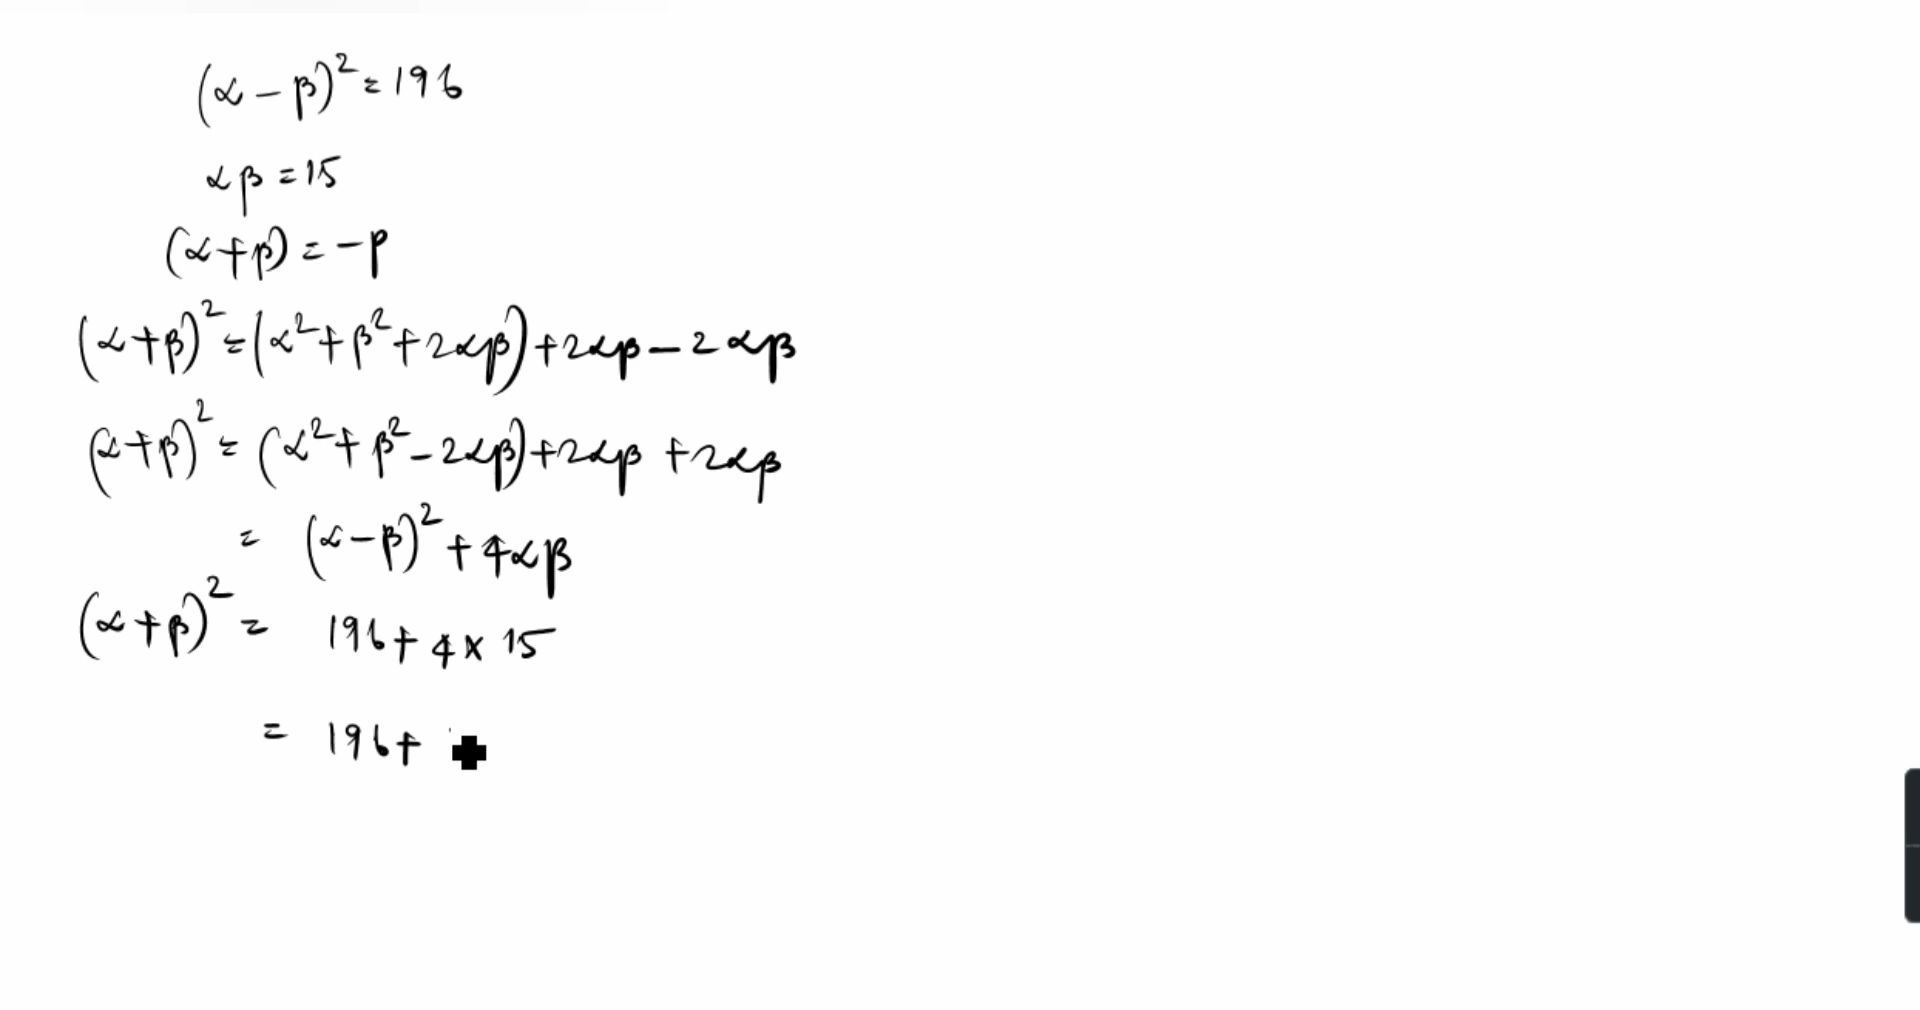 (α − β)² = 196
αβ = 15
(α+β) = −p
(α+β)² = (α² + β² + 2αβ) + 2αβ − 2αβ
(α+β)² = (α² + β² − 2αβ) + 2αβ + 2αβ
= (α−β)² + 4αβ
(α+β)² = 196 + 4 × 15
= 196 +